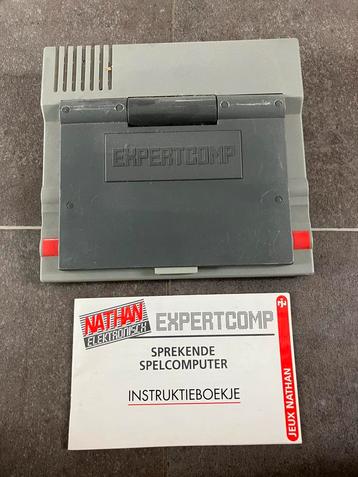 EXPERTCOMP
NATHAN
ELEKTRONISCH
EXPERTCOMP
SPREKENDE
SPELCOMPUTER
INSTRUKTIEBOEKJE
JEUX NATHAN